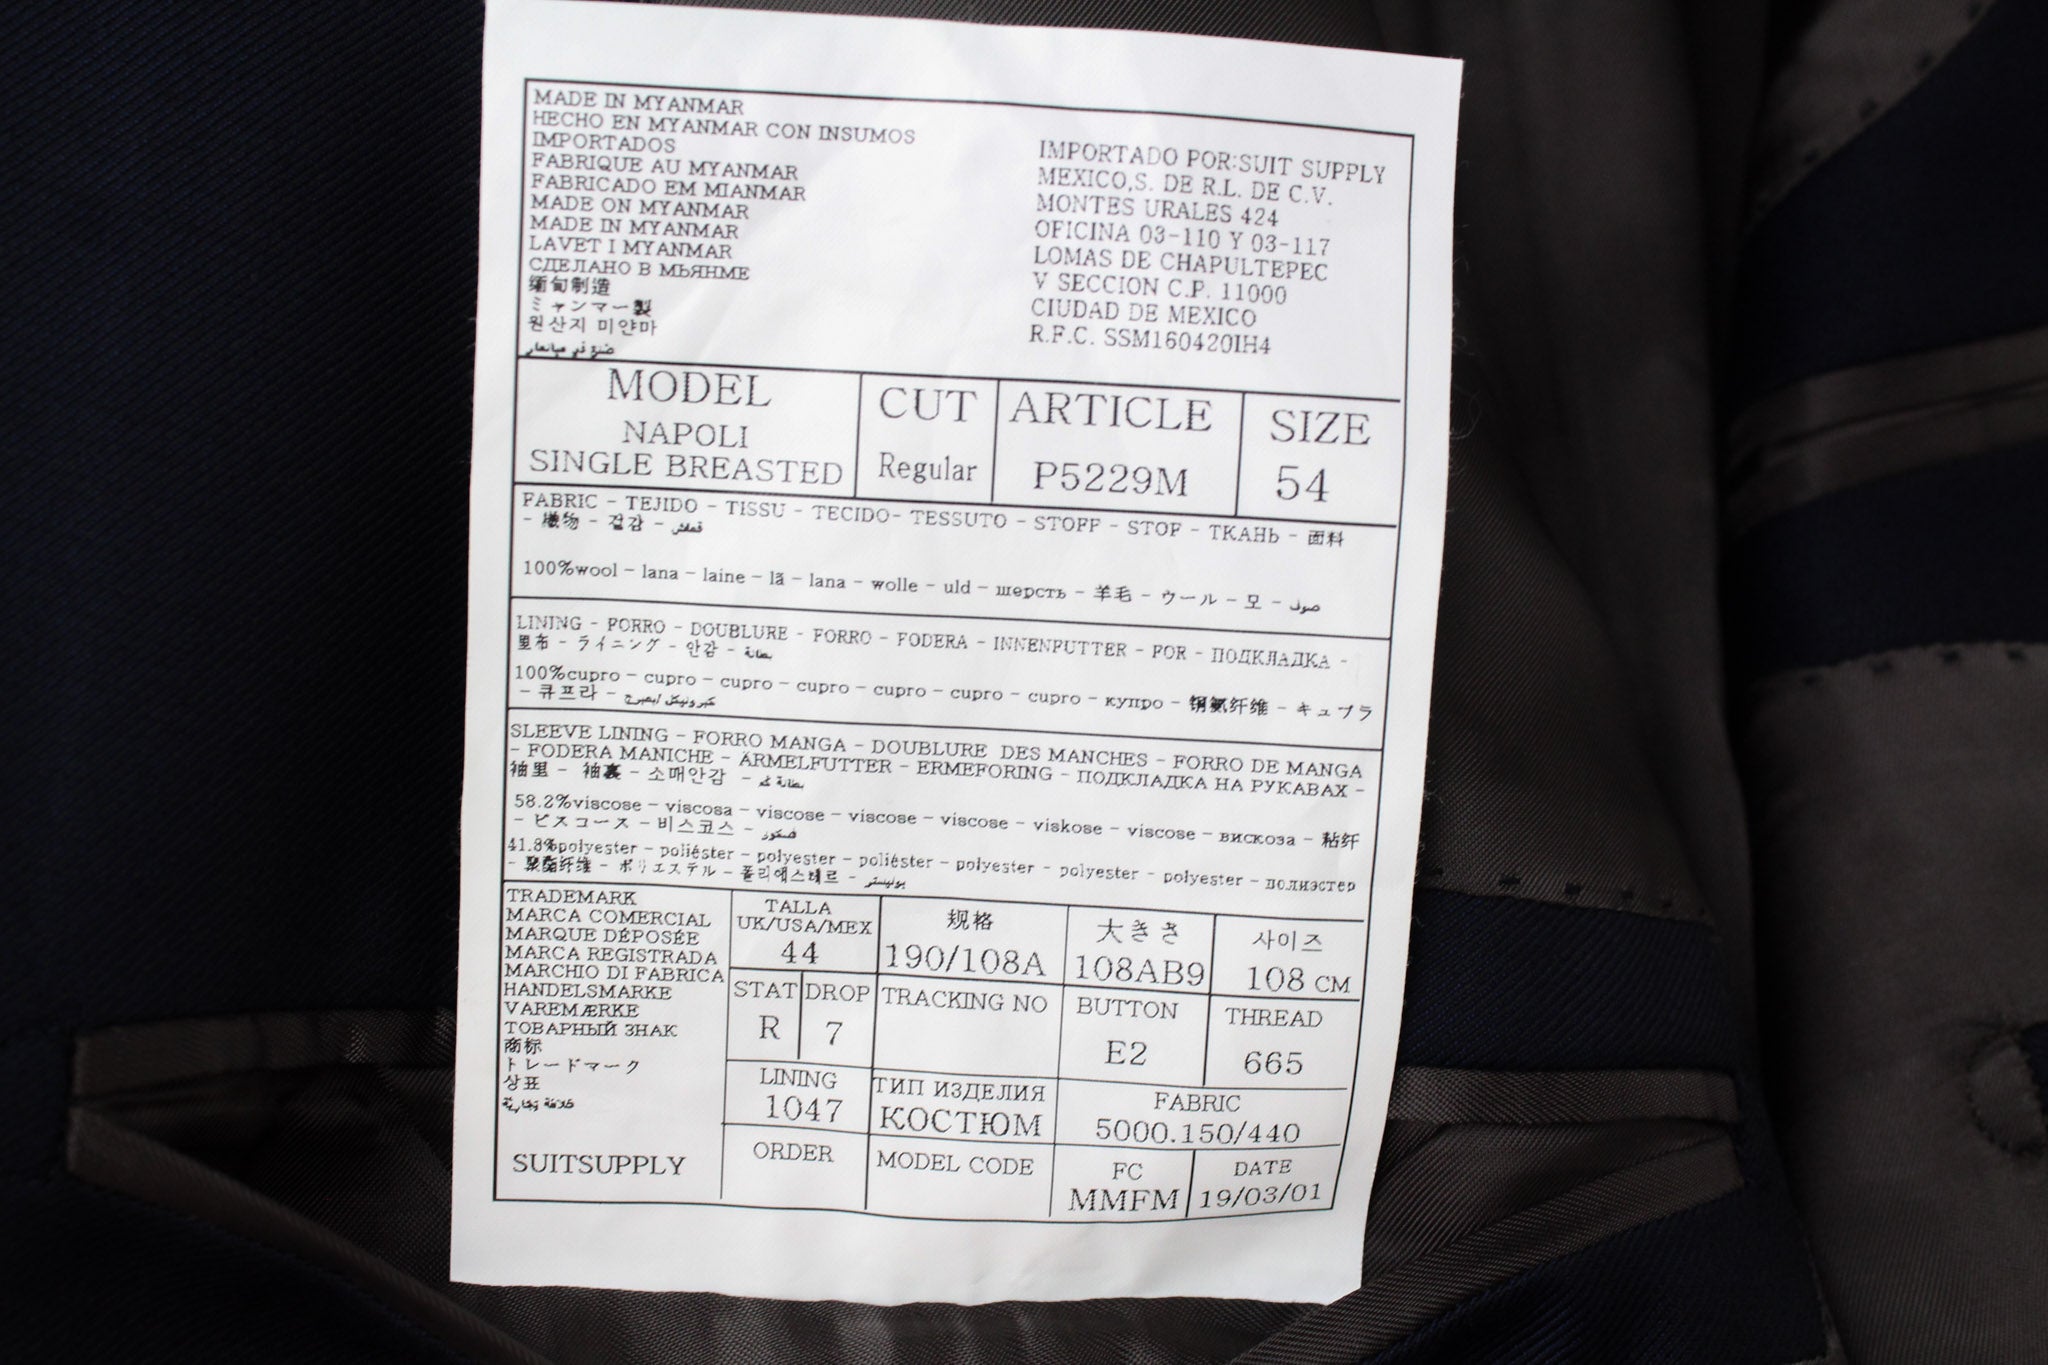 MADE IN MYANMAR
HECHO EN MYANMAR CON INSUMOS
IMPORTADOS
FABRIQUE AU MYANMAR
FABRICADO EM MIANMAR
MADE ON MYANMAR
MADE IN MYANMAR
LAVET I MYANMAR
СДЕЛАНО В МЬЯНМЕ
缅甸制造
ミャンマー製
원산지 미얀마
IMPORTADO POR:SUIT SUPPLY
MEXICO,S. DE R.L. DE C.V.
MONTES URALES 424
OFICINA 03-110 Y 03-117
LOMAS DE CHAPULTEPEC
V SECCION C.P. 11000
CIUDAD DE MEXICO
R.F.C. SSM160420IH4
MODEL
NAPOLI
SINGLE BREASTED
CUT
Regular
ARTICLE
P5229M
SIZE
54
FABRIC - TEJIDO - TISSU - TECIDO- TESSUTO - STOFF - STOF - ТКАНЬ - 面料
- 織物 - 겉감 - قماش
100%wool - lana - laine - lã - lana - wolle - uld - шерсть - 羊毛 - ウール - 모 - صوف
LINING - FORRO - DOUBLURE - FORRO - FODERA - INNENFUTTER - FOR - ПОДКЛАДКА -
里布 - ライニング - 안감 - بطانة
100%cupro - cupro - cupro - cupro - cupro - cupro - cupro - купро - 铜氨纤维 - キュプラ
- 큐프라 -
SLEEVE LINING - FORRO MANGA - DOUBLURE DES MANCHES - FORRO DE MANGA
- FODERA MANICHE - ÄRMELFUTTER - ERMEFORING - ПОДКЛАДКА НА РУКАВАХ -
袖里 - 袖裏 - 소매안감 - بطانة كم
58.2%viscose - viscosa - viscose - viscose - viscose - viskose - viscose - вискоза - 粘纤
- ビスコース - 비스코스 - فسكوز
41.8%polyester - poliéster - polyester - poliéster - polyester - polyester - polyester - полиэстер
- 聚酯纤维 - ポリエステル - 폴리에스테르 -
TRADEMARK
MARCA COMERCIAL
MARQUE DÉPOSÉE
MARCA REGISTRADA
MARCHIO DI FABRICA
HANDELSMARKE
VAREMÆRKE
ТОВАРНЫЙ ЗНАК
商标
トレードマーク
상표
SUITSUPPLY
TALLA
UK/USA/MEX
44
规格
190/108A
大きき
108AB9
사이즈
108 CM
STAT
R
DROP
7
TRACKING NO
BUTTON
E2
THREAD
665
LINING
1047
ТИП ИЗДЕЛИЯ
КОСТЮМ
FABRIC
5000.150/440
ORDER
MODEL CODE
FC
MMFM
DATE
19/03/01